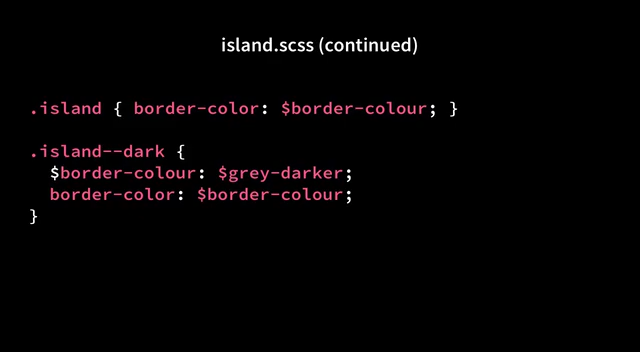 island.scss (continued)
.island { border-color: $border-colour; }
.island--dark {
$border-colour: $grey-darker;
border-color: $border-colour;
}